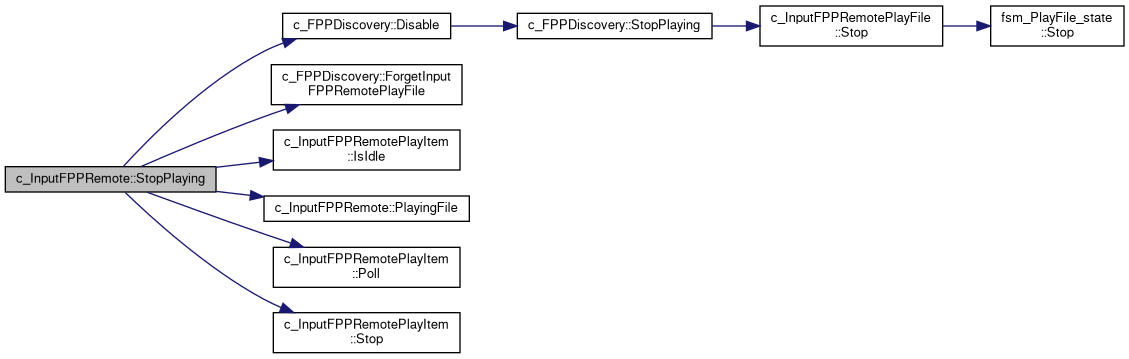 c_InputFPPRemote::StopPlaying
c_FPPDiscovery::Disable
c_FPPDiscovery::StopPlaying
c_InputFPPRemotePlayFile
::Stop
fsm_PlayFile_state
::Stop
c_FPPDiscovery::ForgetInput
FPPRemotePlayFile
c_InputFPPRemotePlayItem
::IsIdle
c_InputFPPRemote::PlayingFile
c_InputFPPRemotePlayItem
::Poll
c_InputFPPRemotePlayItem
::Stop